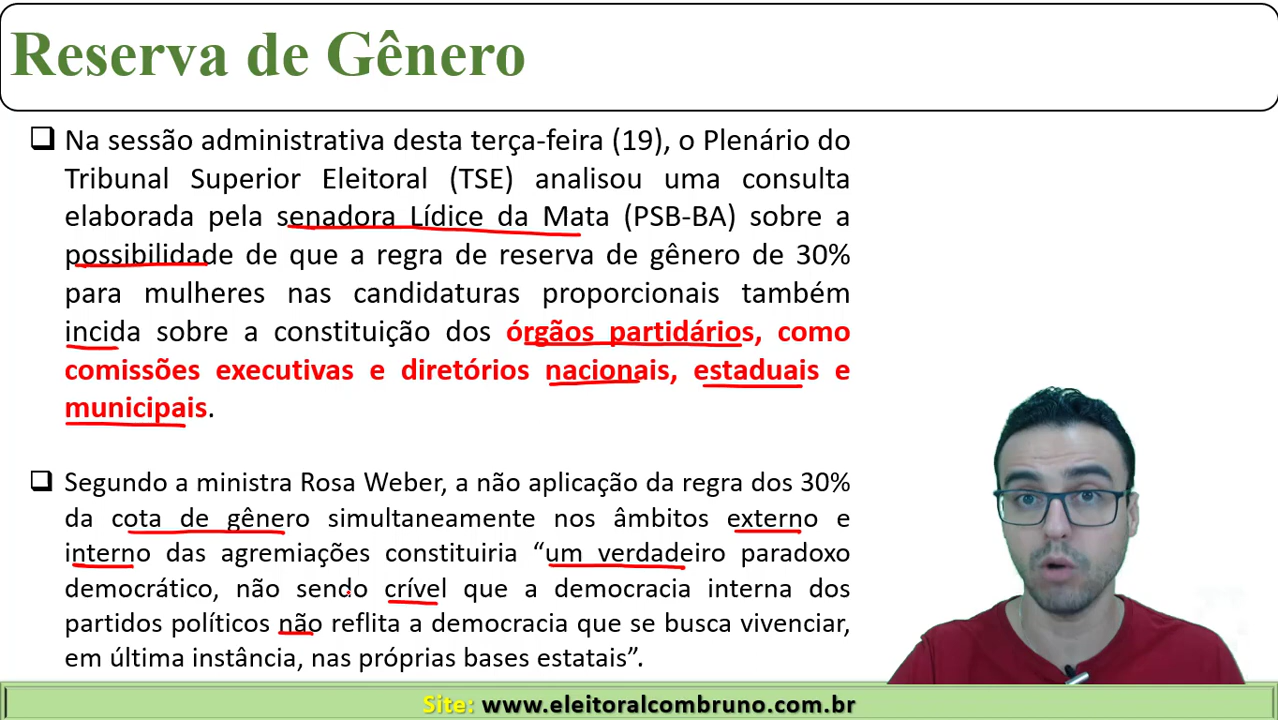 Reserva de Gênero
Na sessão administrativa desta terça-feira (19), o Plenário do
Tribunal Superior Eleitoral (TSE) analisou uma consulta
elaborada pela senadora Lídice da Mata (PSB-BA) sobre a
possibilidade de que a regra de reserva de gênero de 30%
para mulheres nas candidaturas proporcionais também
incida sobre a constituição dos órgãos partidários, como
comissões executivas e diretórios nacionais, estaduais e
municipais.
Segundo a ministra Rosa Weber, a não aplicação da regra dos 30%
da cota de gênero simultaneamente nos âmbitos externo e
interno das agremiações constituiria “um verdadeiro paradoxo
democrático, não sendo crível que a democracia interna dos
partidos políticos não reflita a democracia que se busca vivenciar,
em última instância, nas próprias bases estatais”.
Site: www.eleitoralcombruno.com.br